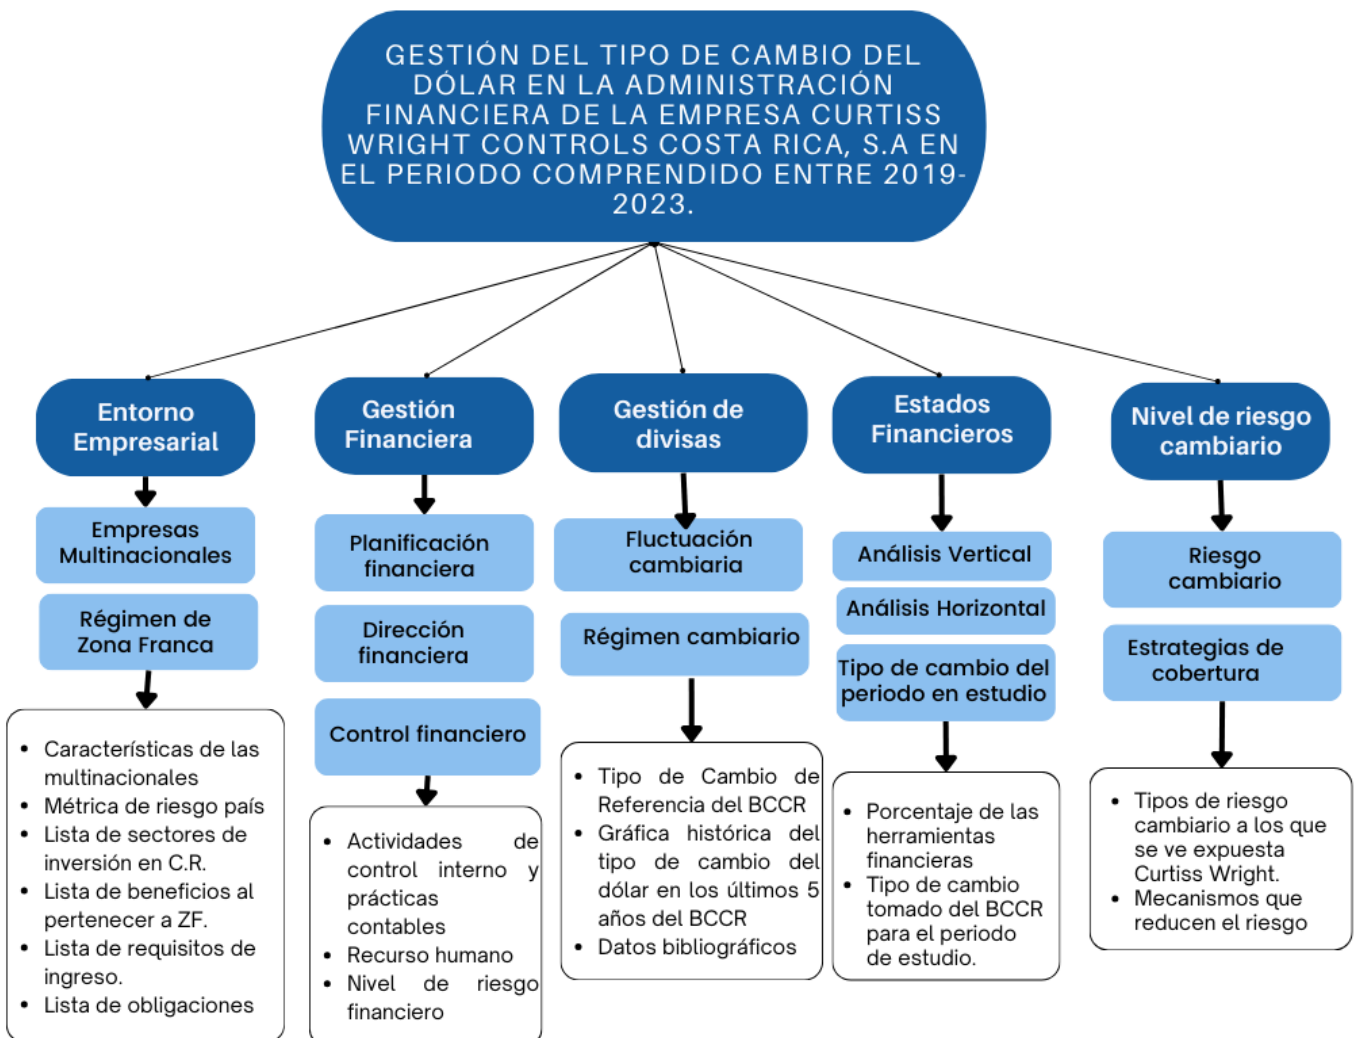 GESTIÓN DEL TIPO DE CAMBIO DEL
DÓLAR EN LA ADMINISTRACIÓN
FINANCIERA DE LA EMPRESA CURTISS
WRIGHT CONTROLS COSTA RICA, S.A EN
EL PERIODO COMPRENDIDO ENTRE 2019-
2023.
Entorno
Empresarial
Empresas
Multinacionales
Régimen de
Zona Franca
• Características de las
multinacionales
• Métrica de riesgo país
• Lista de sectores de
inversión en C.R.
• Lista de beneficios al
pertenecer a ZF.
• Lista de requisitos de
ingreso.
• Lista de obligaciones
Gestión
Financiera
Planificación
financiera
Dirección
financiera
Control financiero
• Actividades de
control interno y
prácticas
contables
• Recurso humano
• Nivel de riesgo
financiero
Gestión de
divisas
Fluctuación
cambiaria
Régimen cambiario
• Tipo de Cambio de
Referencia del BCCR
• Gráfica histórica del
tipo de cambio del
dólar en los últimos 5
años del BCCR
• Datos bibliográficos
Estados
Financieros
Análisis Vertical
Análisis Horizontal
Tipo de cambio del
periodo en estudio
• Porcentaje de las
herramientas
financieras
• Tipo de cambio
tomado del BCCR
para el periodo
de estudio.
Nivel de riesgo
cambiario
Riesgo
cambiario
Estrategias de
cobertura
• Tipos de riesgo
cambiario a los que
se ve expuesta
Curtiss Wright.
• Mecanismos que
reducen el riesgo